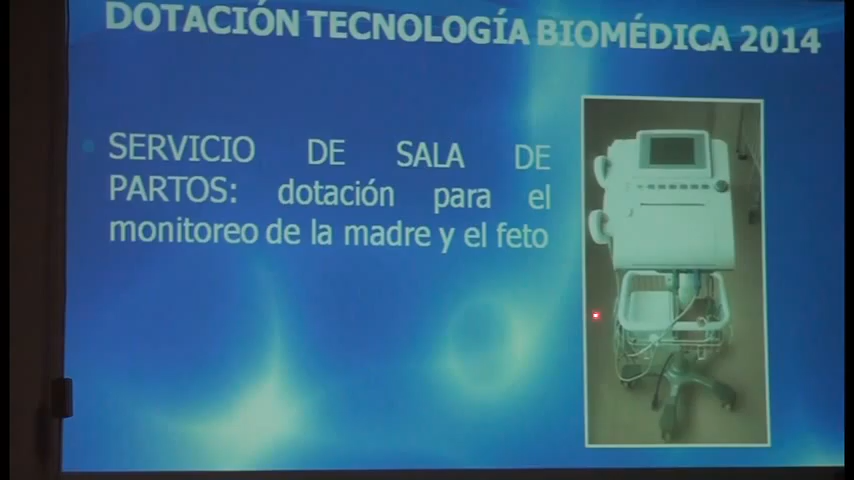 DOTACIÓN TECNOLOGÍA BIOMÉDICA 2014
SERVICIO DE SALA DE
PARTOS: dotación para el
monitoreo de la madre y el feto